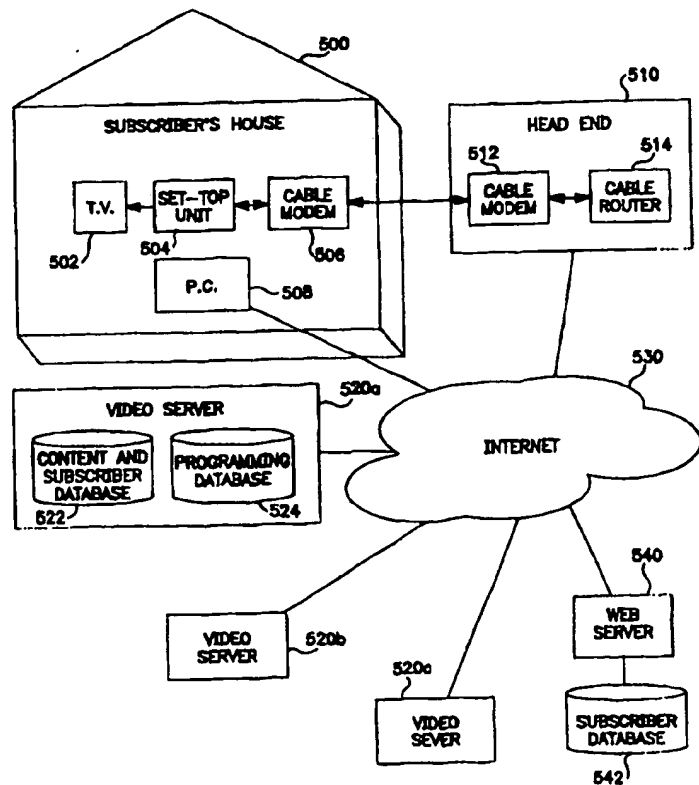 500
510
SUBSCRIBER'S HOUSE
HEAD END
512
514
T.V.
SET-TOP
UNIT
CABLE
MODEM
CABLE
MODEM
CABLE
ROUTER
502
504
506
P.C.
508
520a
530
VIDEO SERVER
CONTENT AND
SUBSCRIBER
DATABASE
PROGRAMMING
DATABASE
INTERNET
522
524
540
WEB
SERVER
VIDEO
SERVER
520b
520c
VIDEO
SEVER
SUBSCRIBER
DATABASE
542